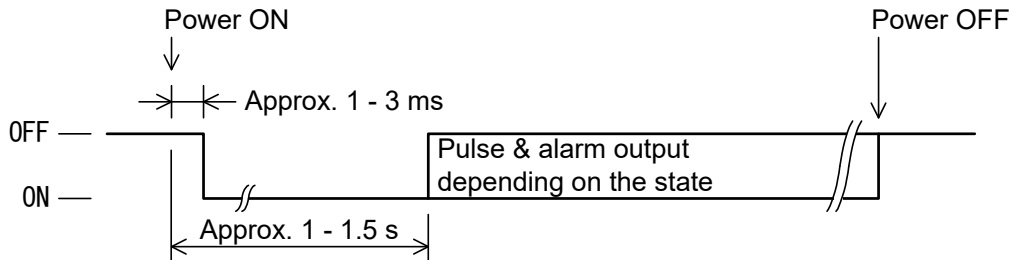 Power ON
Power OFF
Approx. 1 - 3 ms
OFF
Pulse & alarm output
depending on the state
ON
Approx. 1 - 1.5 s